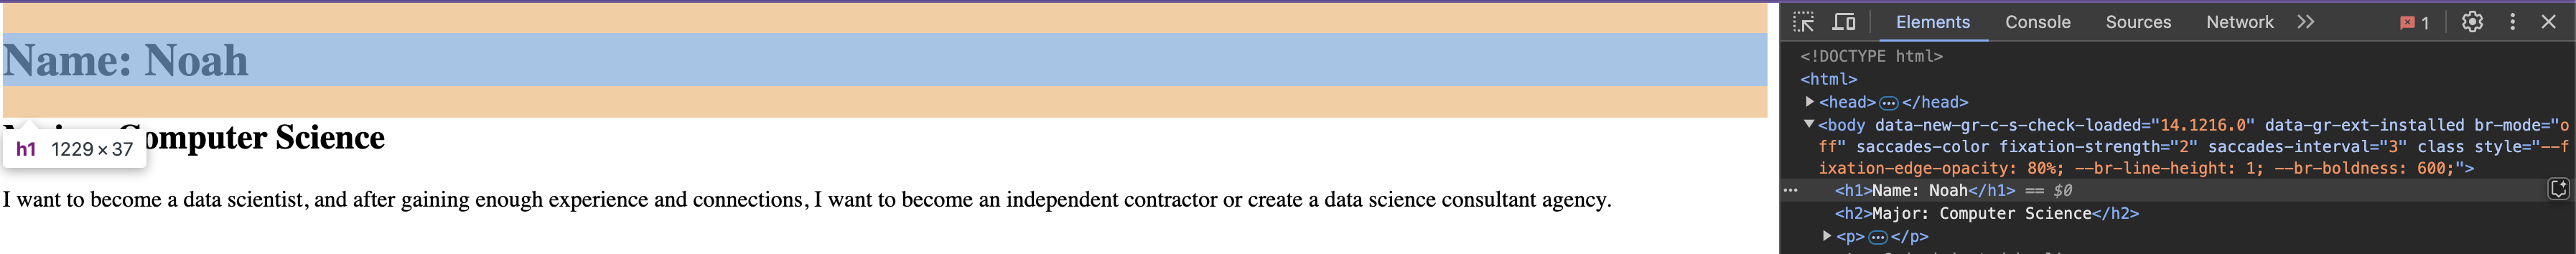 Name: Noah
Computer Science
h1 1229 × 37
I want to become a data scientist, and after gaining enough experience and connections, I want to become an independent contractor or create a data science consultant agency.
Elements Console Sources Network 1
<!DOCTYPE html>
<html>
<head> ⋯ </head>
<body data-new-gr-c-s-check-loaded="14.1216.0" data-gr-ext-installed br-mode="o
ff" saccades-color fixation-strength="2" saccades-interval="3" class style="--f
ixation-edge-opacity: 80%; --br-line-height: 1; --br-boldness: 600;">
<h1>Name: Noah</h1> == $0
<h2>Major: Computer Science</h2>
<p> ⋯ </p>